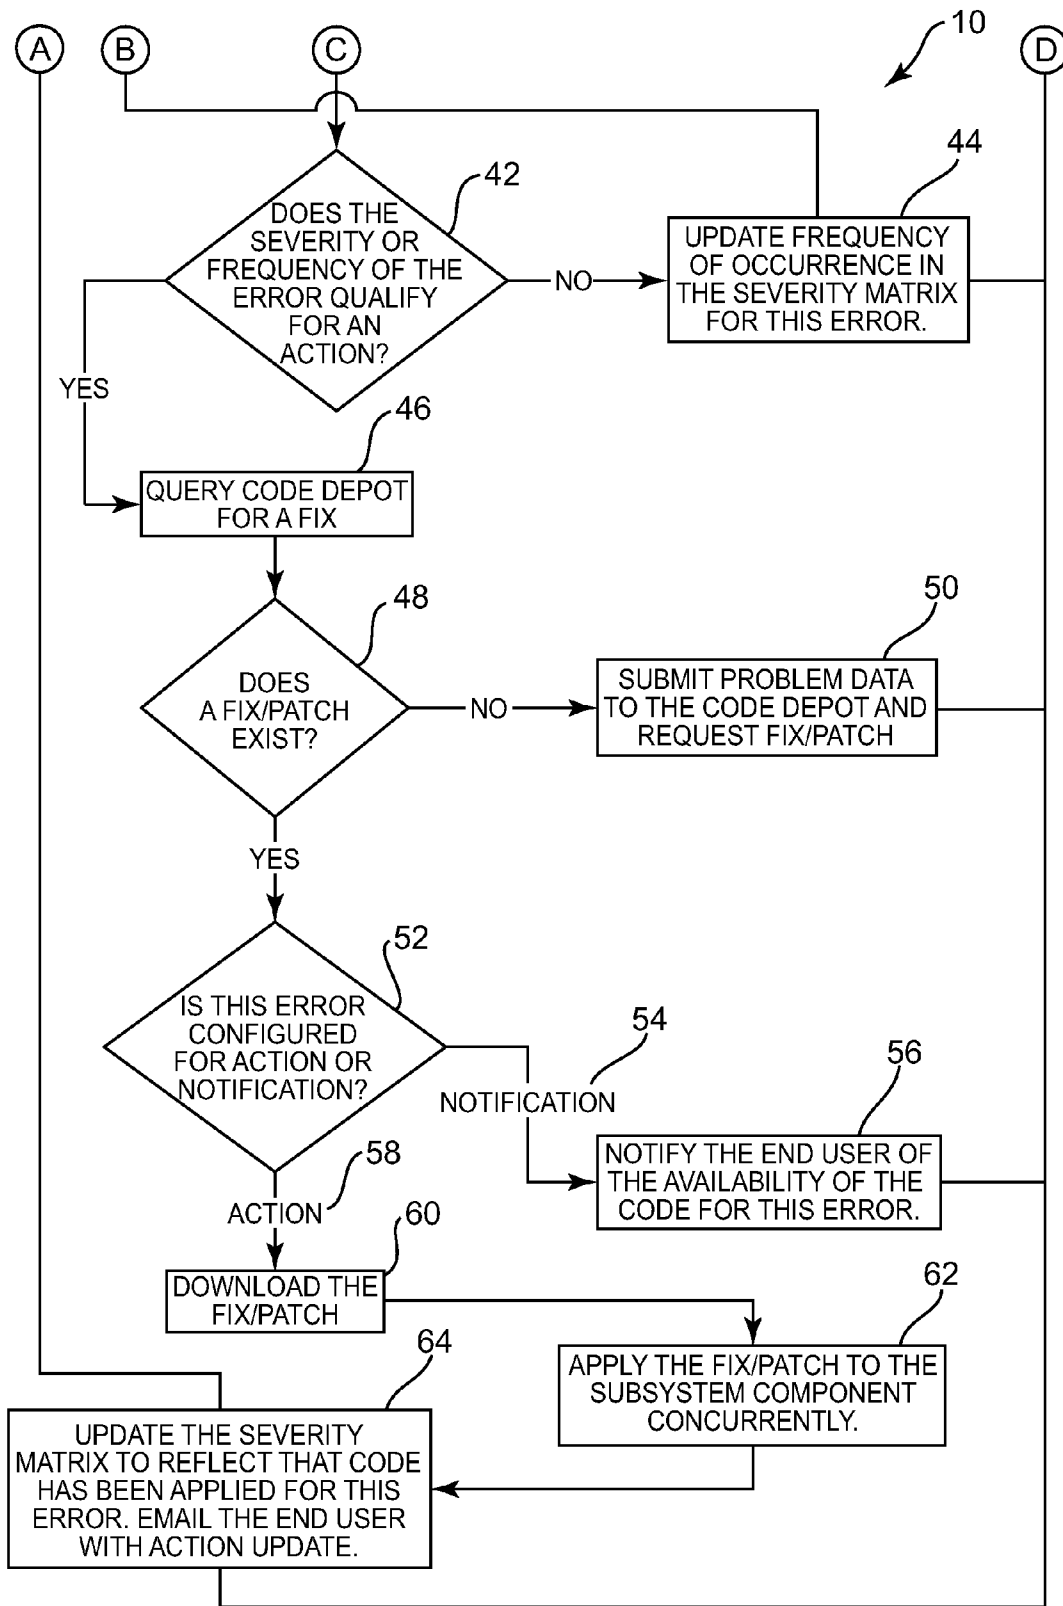 A
B
C
10
D
42
DOES THE
SEVERITY OR
FREQUENCY OF THE
ERROR QUALIFY
FOR AN
ACTION?
NO
44
UPDATE FREQUENCY
OF OCCURRENCE IN
THE SEVERITY MATRIX
FOR THIS ERROR.
YES
46
QUERY CODE DEPOT
FOR A FIX
48
DOES
A FIX/PATCH
EXIST?
NO
50
SUBMIT PROBLEM DATA
TO THE CODE DEPOT AND
REQUEST FIX/PATCH
YES
52
IS THIS ERROR
CONFIGURED
FOR ACTION OR
NOTIFICATION?
54
NOTIFICATION
56
NOTIFY THE END USER OF
THE AVAILABILITY OF THE
CODE FOR THIS ERROR.
58
ACTION
60
DOWNLOAD THE
FIX/PATCH
62
APPLY THE FIX/PATCH TO THE
SUBSYSTEM COMPONENT
CONCURRENTLY.
64
UPDATE THE SEVERITY
MATRIX TO REFLECT THAT CODE
HAS BEEN APPLIED FOR THIS
ERROR. EMAIL THE END USER
WITH ACTION UPDATE.